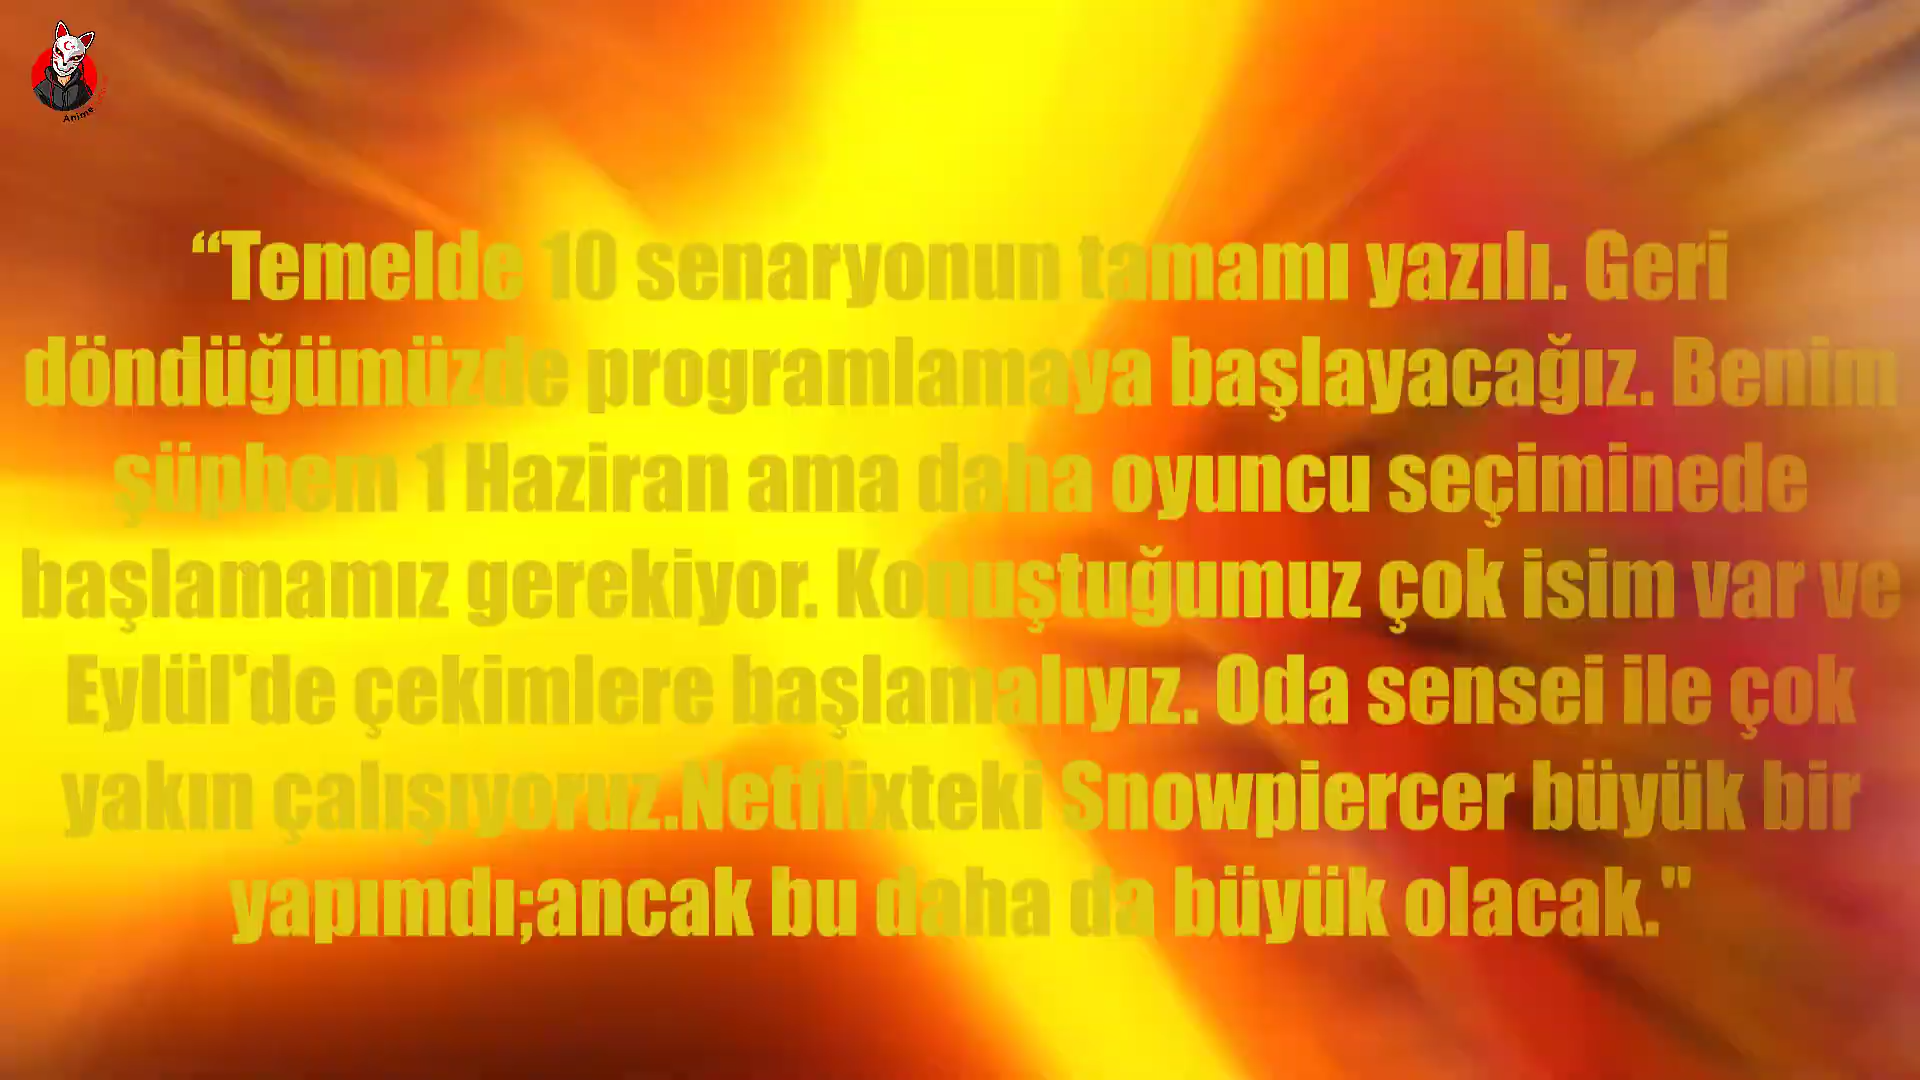 Anime
“Temelde 10 senaryonun tamamı yazılı. Geri
döndüğümüzde programlamaya başlayacağız. Benim
şüphem 1 Haziran ama daha oyuncu seçiminede
başlamamız gerekiyor. Konuştuğumuz çok isim var ve
Eylül'de çekimlere başlamalıyız. Oda sensei ile çok
yakın çalışıyoruz.Netflixteki Snowpiercer büyük bir
yapımdı;ancak bu daha da büyük olacak."